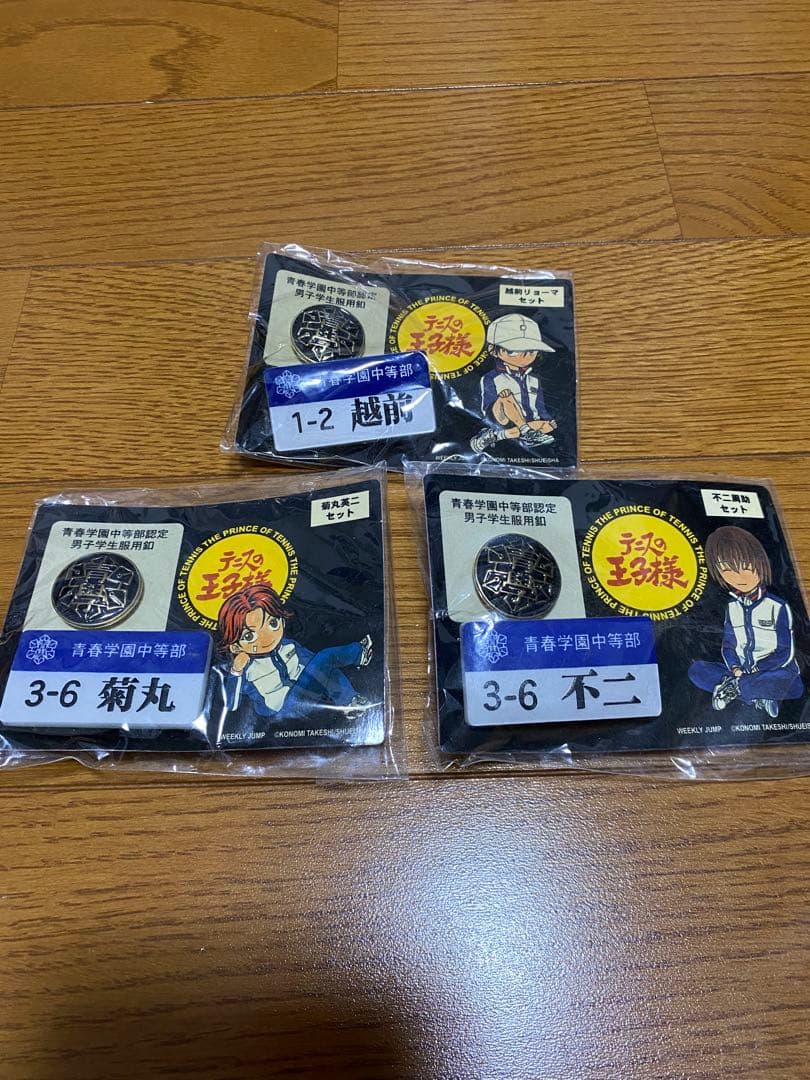 青春学園中等部認定
男子学生服用釦
越前リョーマ
セット
THE PRINCE OF TENNIS THE PRINCE OF TENNIS
テニスの
王子様
青春学園中等部
1-2 越前
WEEKLY JUMP ©KONOMI TAKESHI/SHUEISHA
青春学園中等部認定
男子学生服用釦
菊丸英二
セット
PRINCE OF TENNIS THE PRINCE OF TENNIS THE PRIN
テニスの
王子様
青春学園中等部
3-6 菊丸
WEEKLY JUMP ©KONOMI TAKESHI/SHUEIS
青春学園中等部認定
男子学生服用釦
不二周助
セット
THE PRINCE OF TENNIS THE PRINCE OF TENNIS
テニスの
王子様
青春学園中等部
3-6 不二
WEEKLY JUMP ©KONOMI TAKESHI/SHUEISHA